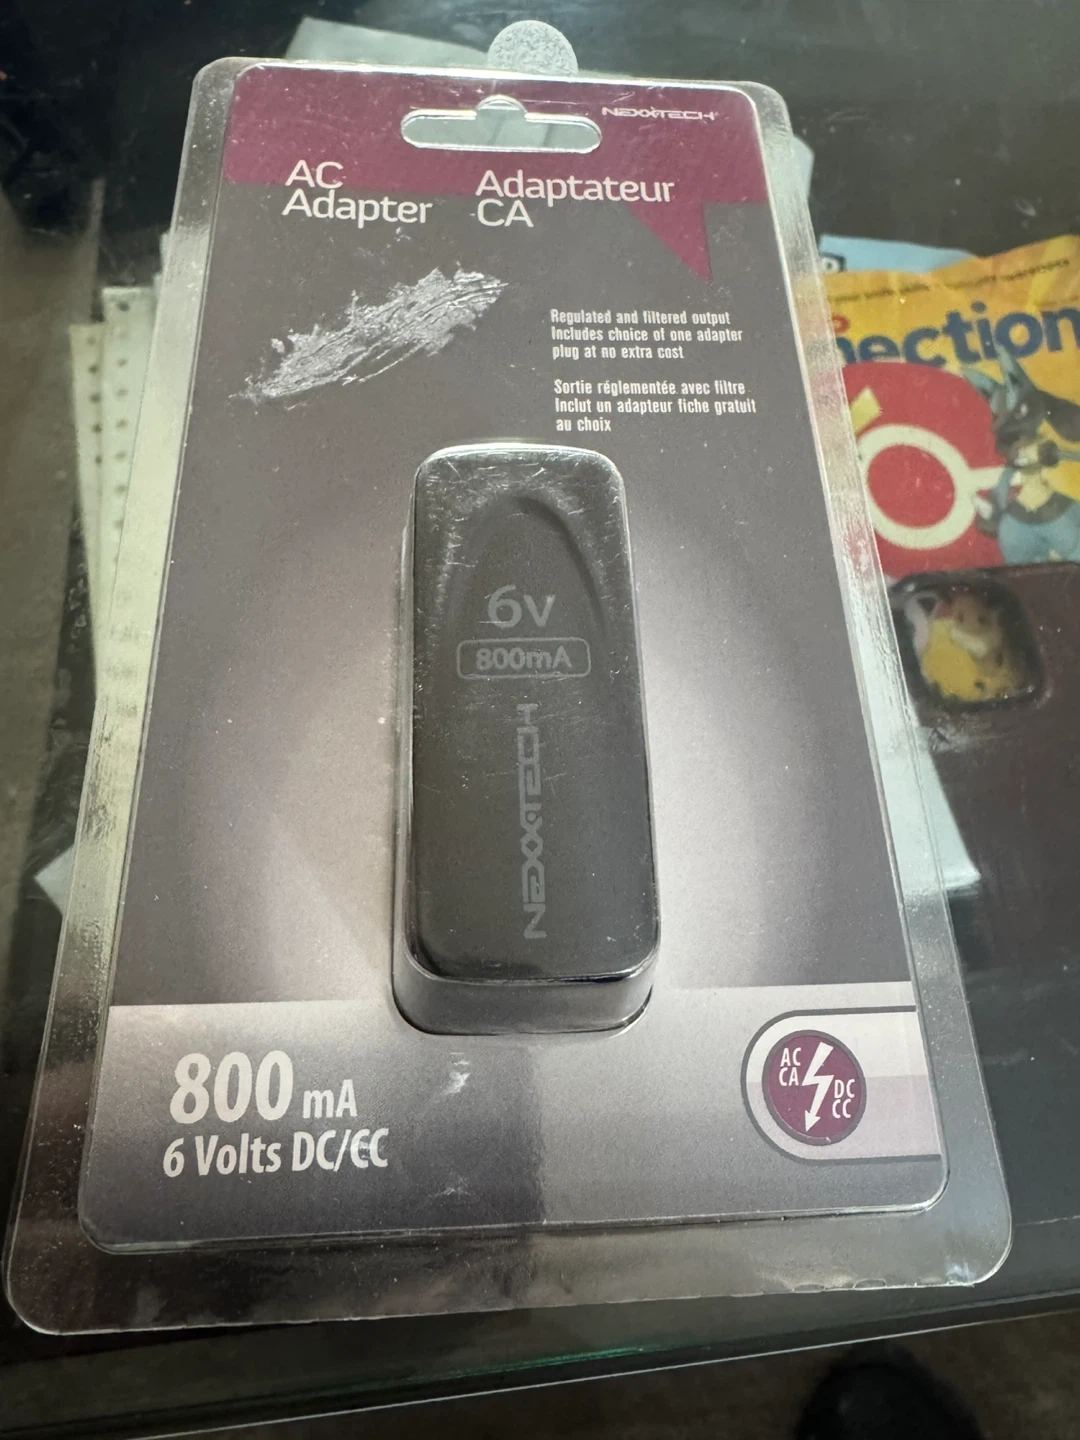 NEXXTECH
AC
Adapter
Adaptateur
CA
Regulated and filtered output
Includes choice of one adapter
plug at no extra cost
Sortie réglementée avec filtre
Inclut un adapteur fiche gratuit
au choix
6V
800mA
NEXXTECH
800 mA
6 Volts DC/CC
AC
CA
DC
CC
nection